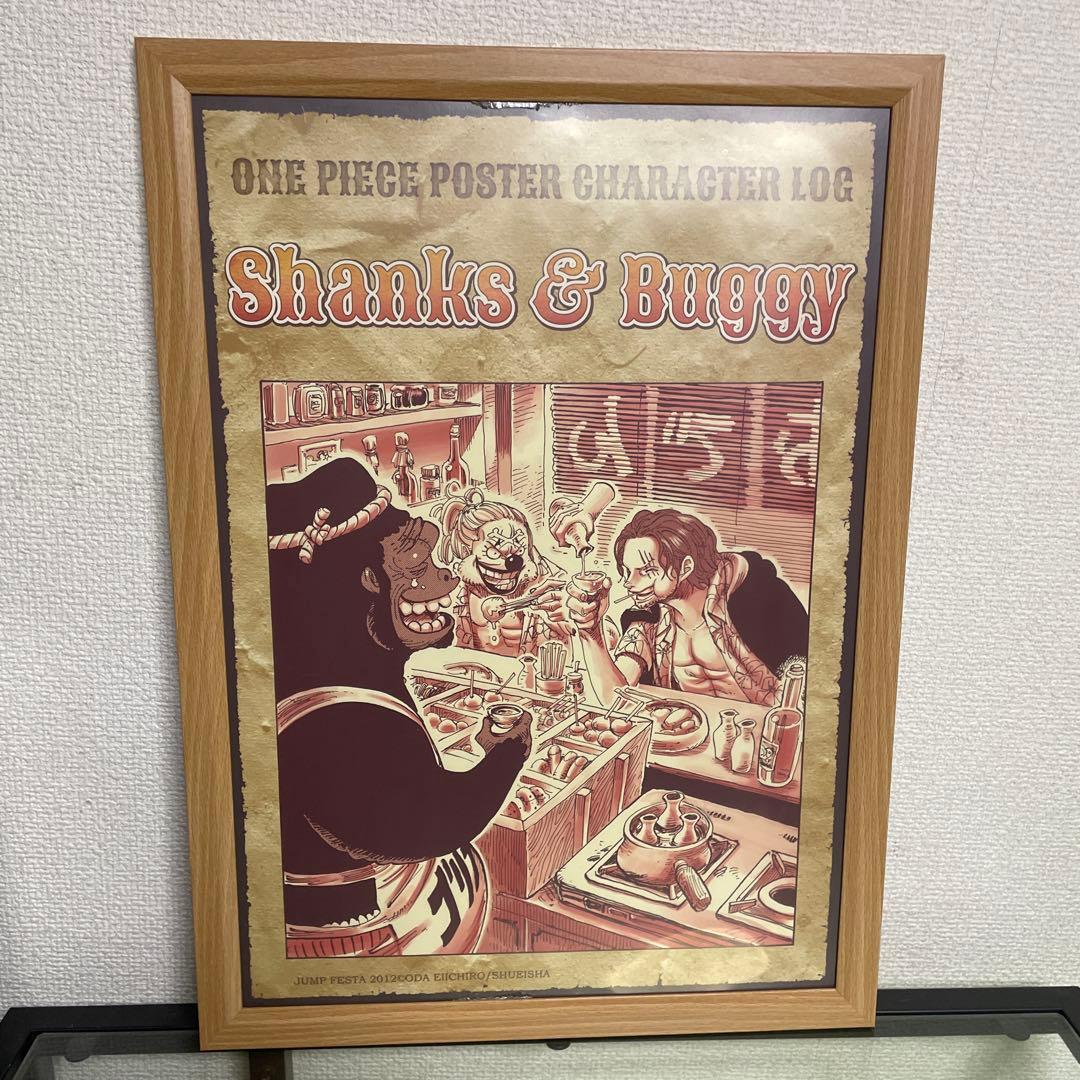 ONE PIECE POSTER CHARACTER LOG
Shanks & Buggy
JUMP FESTA 2012©ODA EIICHIRO/SHUEISHA